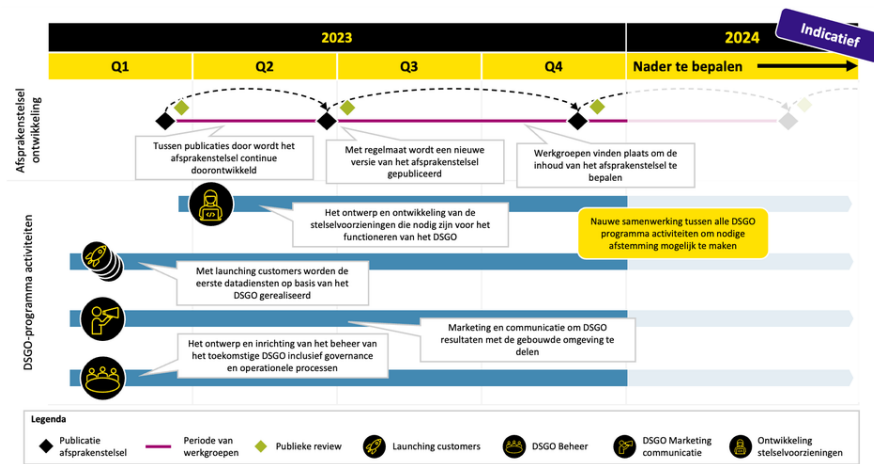 2023
2024
Indicatief
Q1
Q2
Q3
Q4
Nader te bepalen
Afsprakenstelsel
ontwikkeling
Tussen publicaties door wordt het
afsprakenstelsel continue
doorontwikkeld
Met regelmaat wordt een nieuwe
versie van het afsprakenstelsel
gepubliceerd
Werkgroepen vinden plaats om de
inhoud van het afsprakenstelsel te
bepalen
DSGO-programma activiteiten
Het ontwerp en ontwikkeling van de
stelselvoorzieningen die nodig zijn voor het
functioneren van het DSGO
Nauwe samenwerking tussen alle DSGO
programma activiteiten om nodige
afstemming mogelijk te maken
Met launching customers worden de
eerste datadiensten op basis van het
DSGO gerealiseerd
Marketing en communicatie om DSGO
resultaten met de gebouwde omgeving te
delen
Het ontwerp en inrichting van het beheer van
het toekomstige DSGO inclusief governance
en operationele processen
Legenda
Publicatie
afsprakenstelsel
Periode van
werkgroepen
Publieke review
Launching customers
DSGO Beheer
DSGO Marketing
communicatie
Ontwikkeling
stelselvoorzieningen